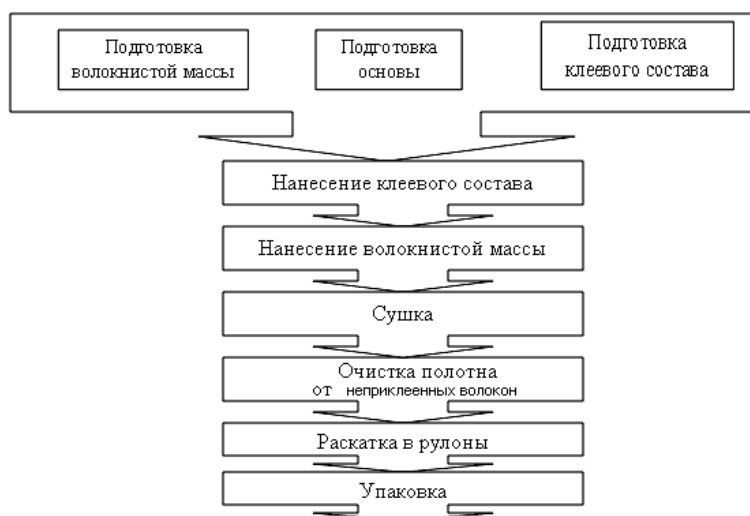 Подготовка
волокнистой массы
Подготовка
основы
Подготовка
клеевого состава
Нанесение клеевого состава
Нанесение волокнистой массы
Сушка
Очистка полотна
от неприклеенных волокон
Раскатка в рулоны
Упаковка